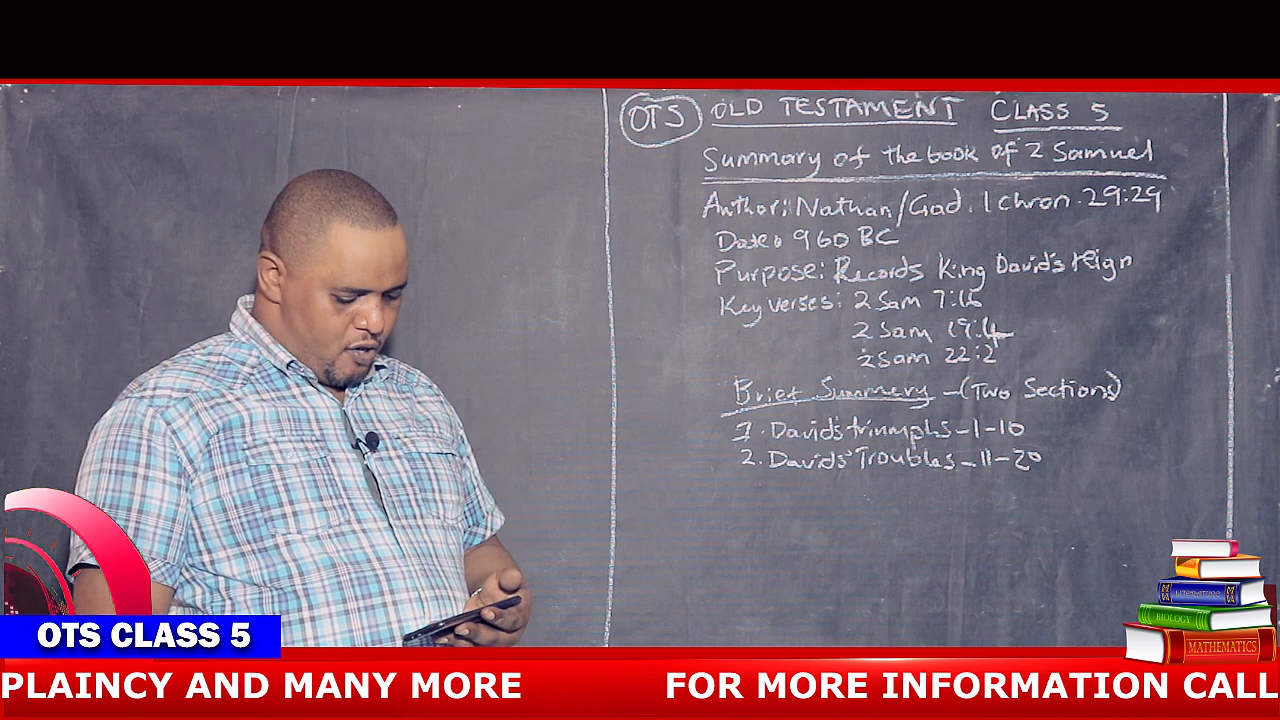 OTS OLD TESTAMENT CLASS 5
Summary of the book of 2 Samuel
Author: Nathan/Gad. 1 chron. 29:29
Date: 960 BC
Purpose: Records King David's reign
Key verses: 2 Sam 7:16
2 Sam 19:4
2 Sam 22:2
Brief Summary - (Two Sections)
1. David's triumphs - 1-10
2. Davids' Troubles - 11-20
LITERATURE
BIOLOGY
MATHEMATICS
OTS CLASS 5
PLAINCY AND MANY MORE FOR MORE INFORMATION CALL